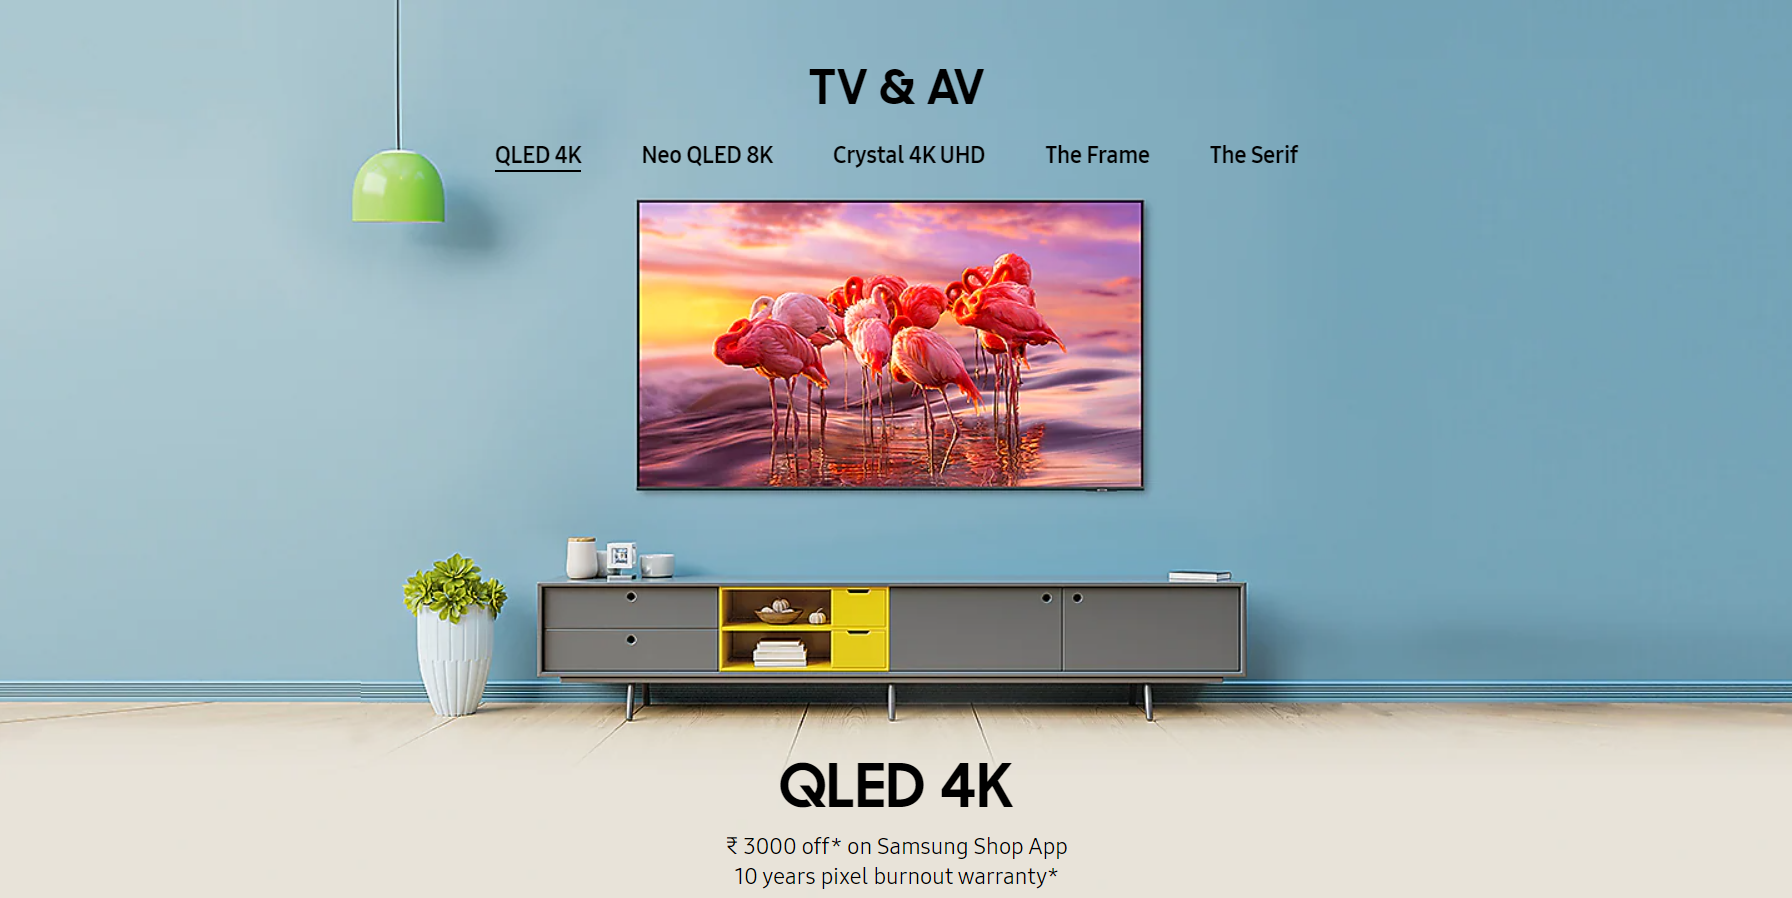 TV & AV
QLED 4K
Neo QLED 8K
Crystal 4K UHD
The Frame
The Serif
QLED 4K
₹ 3000 off* on Samsung Shop App
10 years pixel burnout warranty*